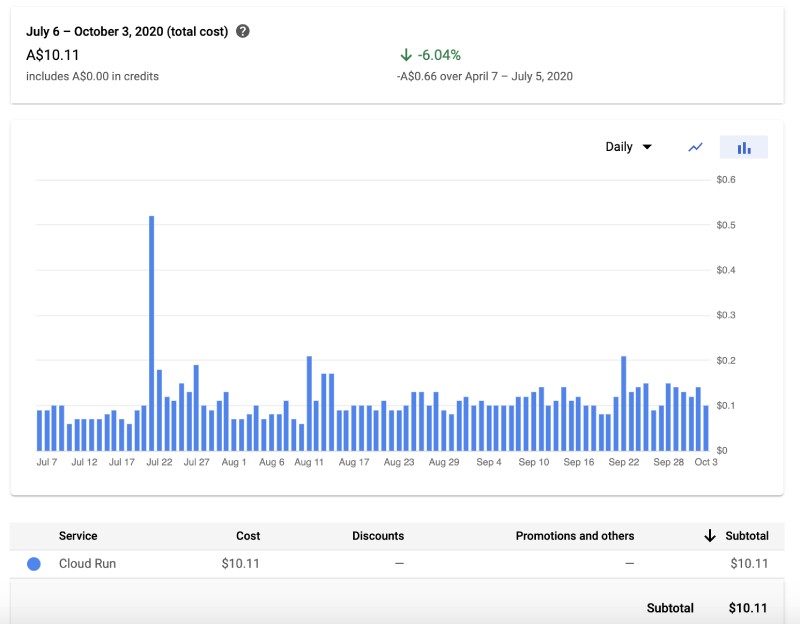 July 6 – October 3, 2020 (total cost) ?
A$10.11
includes A$0.00 in credits
-6.04%
-A$0.66 over April 7 – July 5, 2020
Daily
$0.6
$0.5
$0.4
$0.3
$0.2
$0.1
$0
Jul 7 Jul 12 Jul 17 Jul 22 Jul 27 Aug 1 Aug 6 Aug 11 Aug 17 Aug 23 Aug 29 Sep 4 Sep 10 Sep 16 Sep 22 Sep 28 Oct 3
Service Cost Discounts Promotions and others Subtotal
Cloud Run $10.11 — — $10.11
Subtotal $10.11